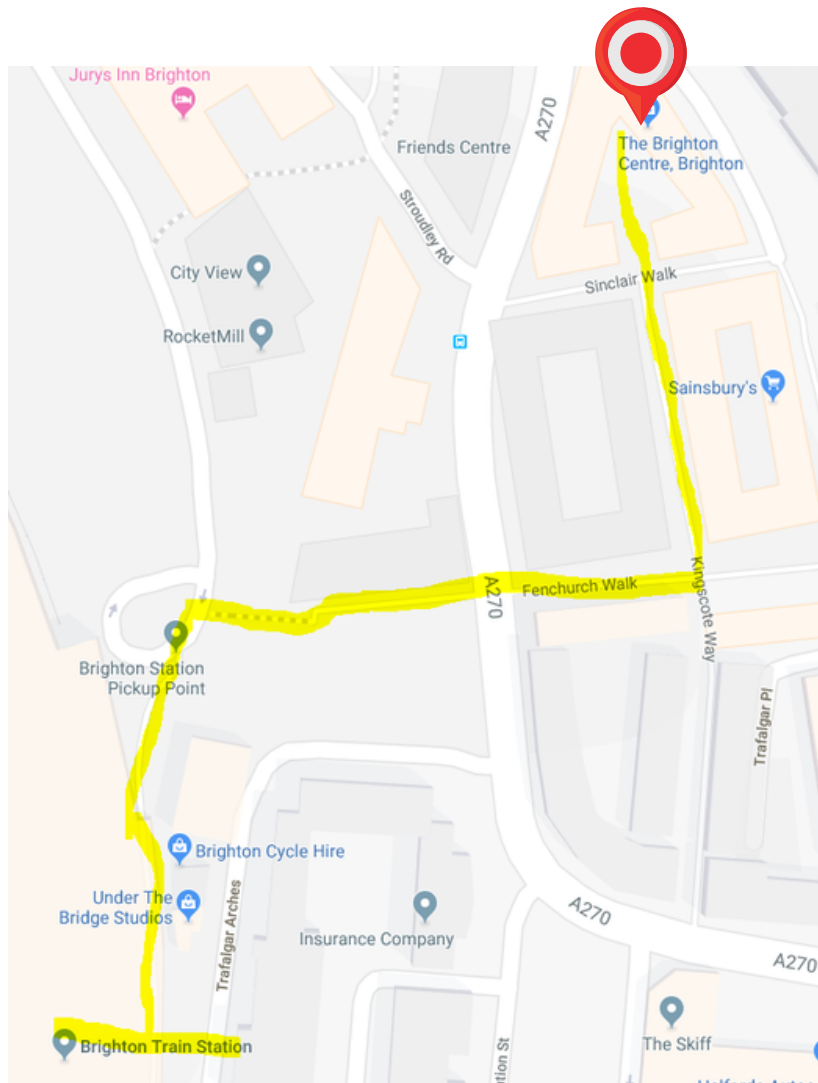 Jurys Inn Brighton
A270
Friends Centre
The Brighton
Centre, Brighton
Stroudley Rd
City View
Sinclair Walk
RocketMill
Sainsbury's
A270
Fenchurch Walk
Kingscote Way
Brighton Station
Pickup Point
Trafalgar Pl
Brighton Cycle Hire
Under The
Bridge Studios
Trafalgar Arches
Insurance Company
A270
A270
Brighton Train Station
The Skiff